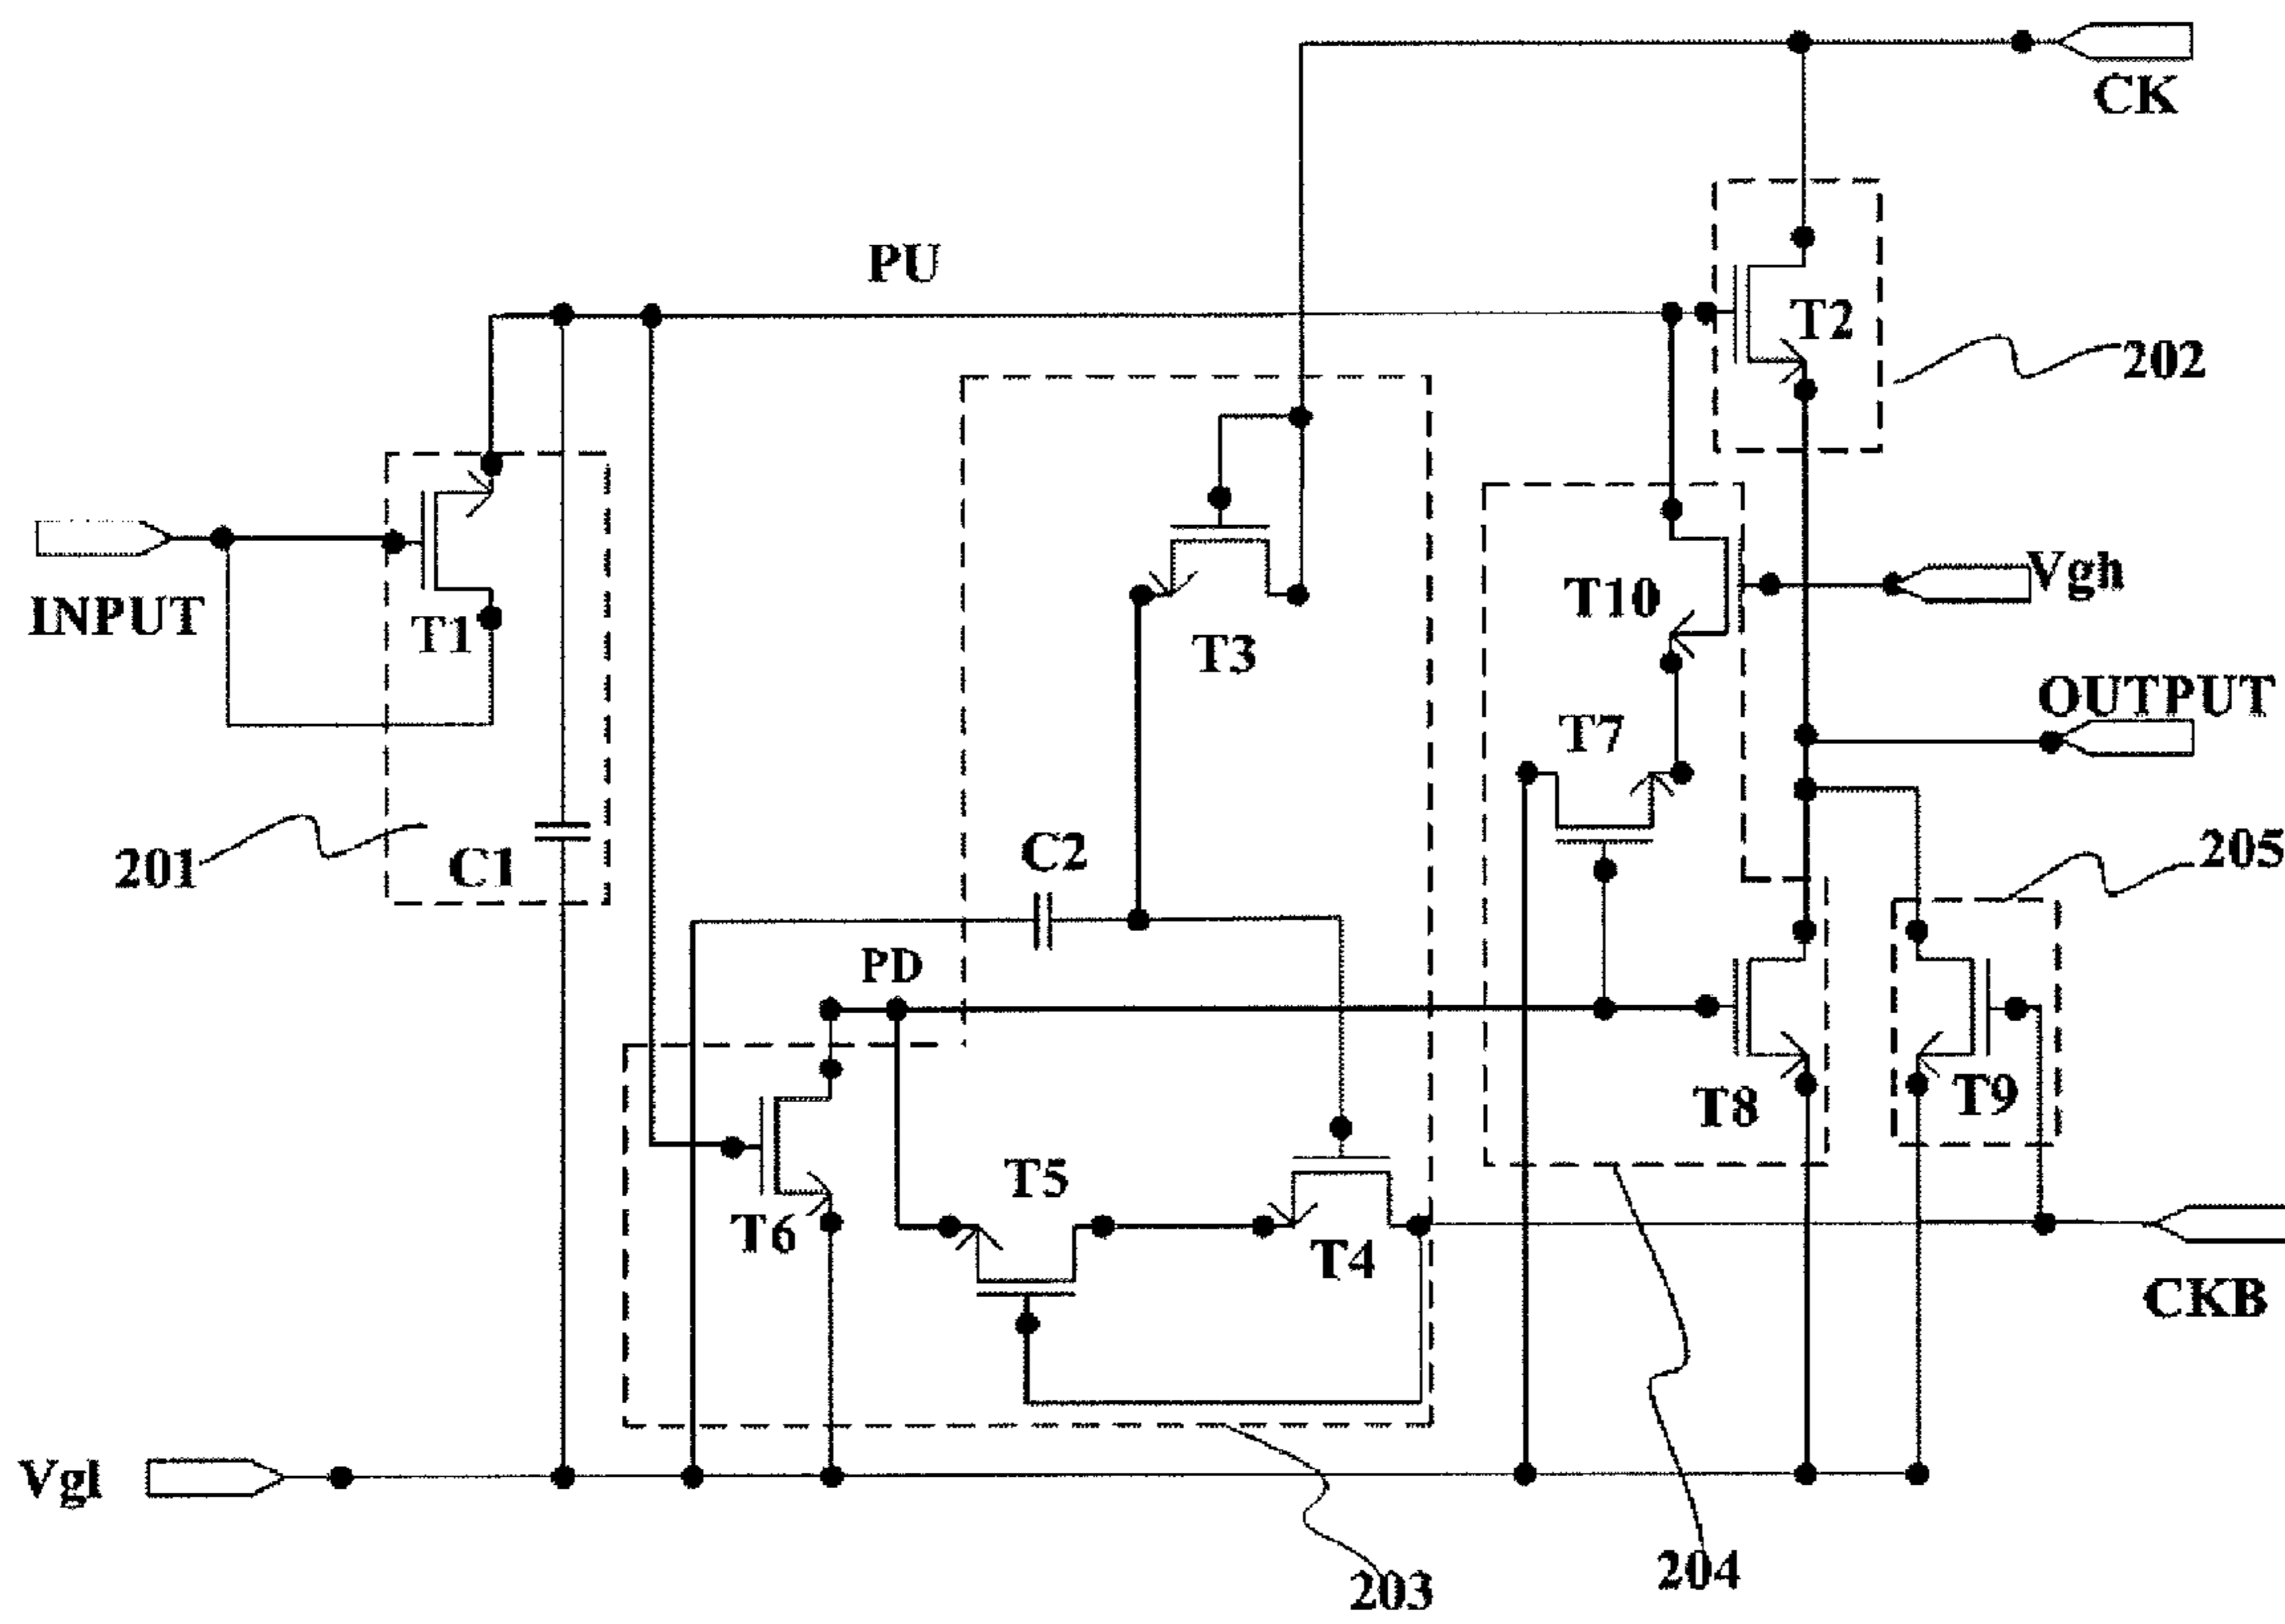 CK
PU
T2
202
INPUT
T1
T3
T10
Vgh
OUTPUT
T7
201
C1
C2
205
PD
T8
T9
T5
T6
T4
CKB
Vgl
203
204